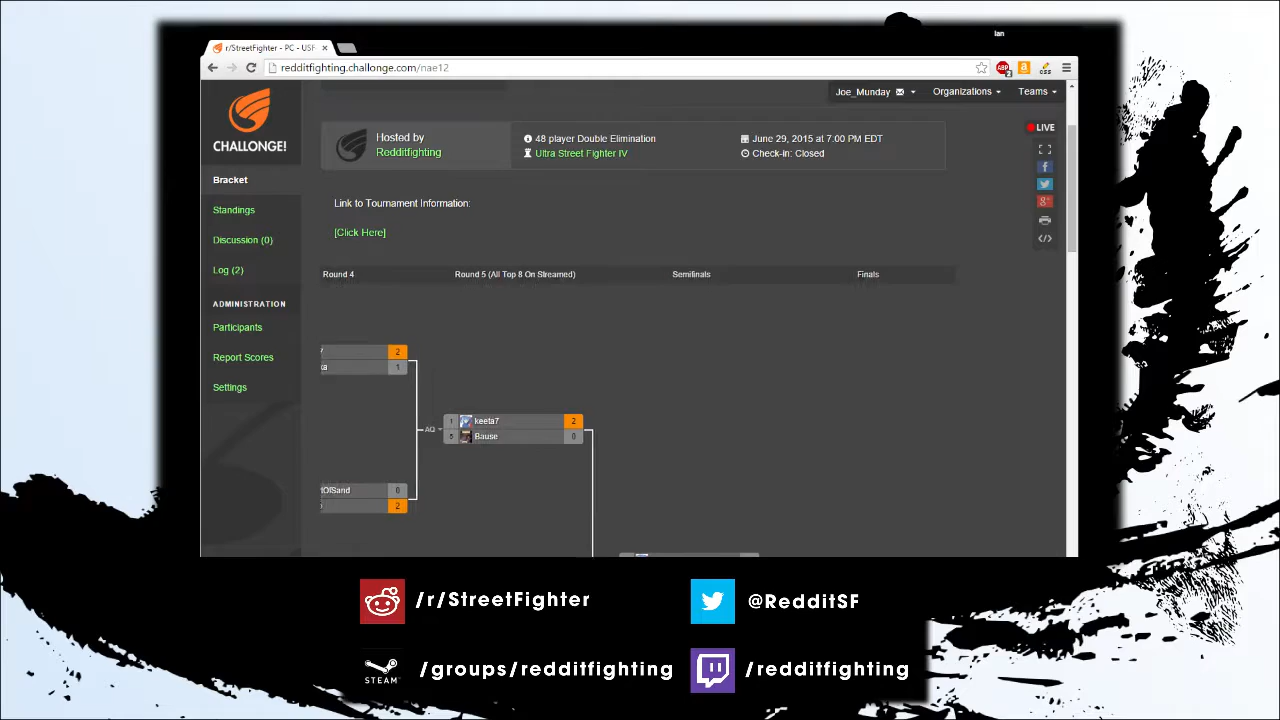 Ian
r/StreetFighter - PC - USF
redditfighting.challonge.com/nae12
Joe_Munday
Organizations
Teams
CHALLONGE!
Hosted by
Redditfighting
48 player Double Elimination
Ultra Street Fighter IV
June 29, 2015 at 7:00 PM EDT
Check-in: Closed
LIVE
Bracket
Standings
Discussion (0)
Log (2)
ADMINISTRATION
Participants
Report Scores
Settings
Link to Tournament Information:
[Click Here]
Round 4 Round 5 (All Top 8 On Streamed) Semifinals Finals
2
ka 1
AQ
1 keeta7 2
5 Bause 0
tOfSand 0
2
/r/StreetFighter
@RedditSF
STEAM /groups/redditfighting
/redditfighting